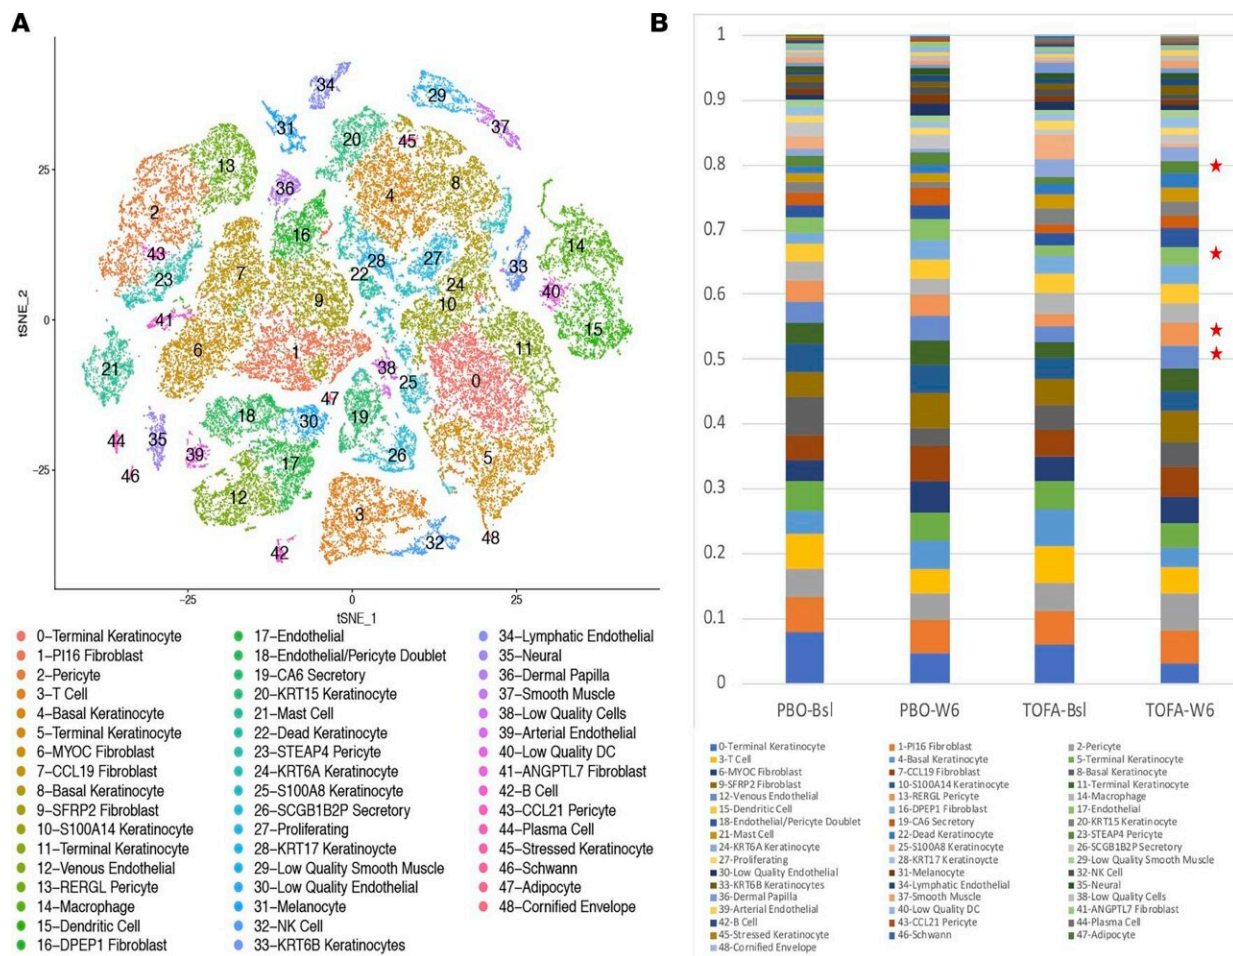 A
tSNE_2
25
0
−25
−25
0
25
tSNE_1
34
29
37
31
20
45
13
4
8
36
2
16
14
43
28
27
33
23
22
7
24
40
9
10
41
15
1
11
6
21
38
0
25
47
18
30
19
44
35
39
26
5
46
17
12
3
48
42
32
0–Terminal Keratinocyte
1–PI16 Fibroblast
2–Pericyte
3–T Cell
4–Basal Keratinocyte
5–Terminal Keratinocyte
6–MYOC Fibroblast
7–CCL19 Fibroblast
8–Basal Keratinocyte
9–SFRP2 Fibroblast
10–S100A14 Keratinocyte
11–Terminal Keratinocyte
12–Venous Endothelial
13–RERGL Pericyte
14–Macrophage
15–Dendritic Cell
16–DPEP1 Fibroblast
17–Endothelial
18–Endothelial/Pericyte Doublet
19–CA6 Secretory
20–KRT15 Keratinocyte
21–Mast Cell
22–Dead Keratinocyte
23–STEAP4 Pericyte
24–KRT6A Keratinocyte
25–S100A8 Keratinocyte
26–SCGB1B2P Secretory
27–Proliferating
28–KRT17 Keratinoycte
29–Low Quality Smooth Muscle
30–Low Quality Endothelial
31–Melanocyte
32–NK Cell
33–KRT6B Keratinocytes
34–Lymphatic Endothelial
35–Neural
36–Dermal Papilla
37–Smooth Muscle
38–Low Quality Cells
39–Arterial Endothelial
40–Low Quality DC
41–ANGPTL7 Fibroblast
42–B Cell
43–CCL21 Pericyte
44–Plasma Cell
45–Stressed Keratinocyte
46–Schwann
47–Adipocyte
48–Cornified Envelope
B
1
0.9
0.8
0.7
0.6
0.5
0.4
0.3
0.2
0.1
0
PBO-Bsl
PBO-W6
TOFA-Bsl
TOFA-W6
0-Terminal Keratinocyte
1-PI16 Fibroblast
2-Pericyte
3-T Cell
4-Basal Keratinocyte
5-Terminal Keratinocyte
6-MYOC Fibroblast
7-CCL19 Fibroblast
8-Basal Keratinocyte
9-SFRP2 Fibroblast
10-S100A14 Keratinocyte
11-Terminal Keratinocyte
12-Venous Endothelial
13-RERGL Pericyte
14-Macrophage
15-Dendritic Cell
16-DPEP1 Fibroblast
17-Endothelial
18-Endothelial/Pericyte Doublet
19-CA6 Secretory
20-KRT15 Keratinocyte
21-Mast Cell
22-Dead Keratinocyte
23-STEAP4 Pericyte
24-KRT6A Keratinocyte
25-S100A8 Keratinocyte
26-SCGB1B2P Secretory
27-Proliferating
28-KRT17 Keratinoycte
29-Low Quality Smooth Muscle
30-Low Quality Endothelial
31-Melanocyte
32-NK Cell
33-KRT6B Keratinocytes
34-Lymphatic Endothelial
35-Neural
36-Dermal Papilla
37-Smooth Muscle
38-Low Quality Cells
39-Arterial Endothelial
40-Low Quality DC
41-ANGPTL7 Fibroblast
42-B Cell
43-CCL21 Pericyte
44-Plasma Cell
45-Stressed Keratinocyte
46-Schwann
47-Adipocyte
48-Cornified Envelope